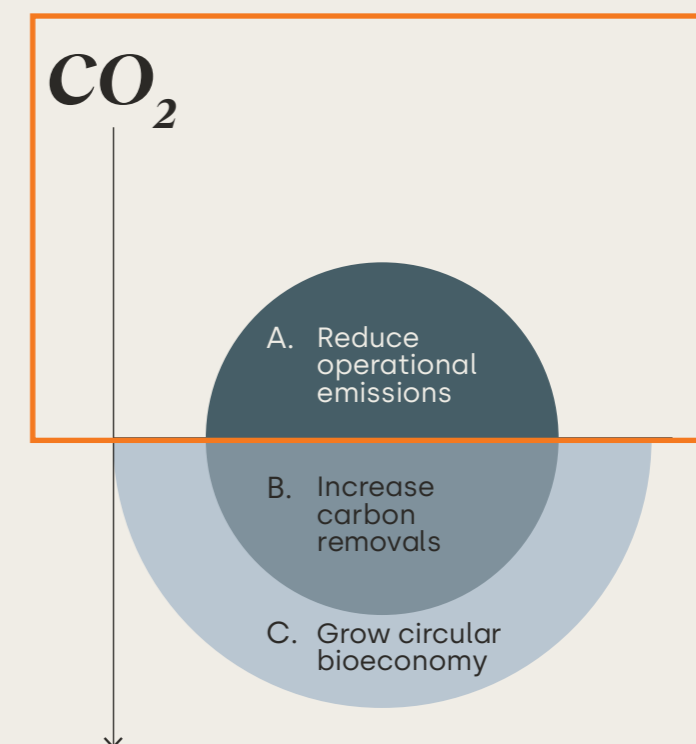 CO₂
A. Reduce
operational
emissions
B. Increase
carbon
removals
C. Grow circular
bioeconomy